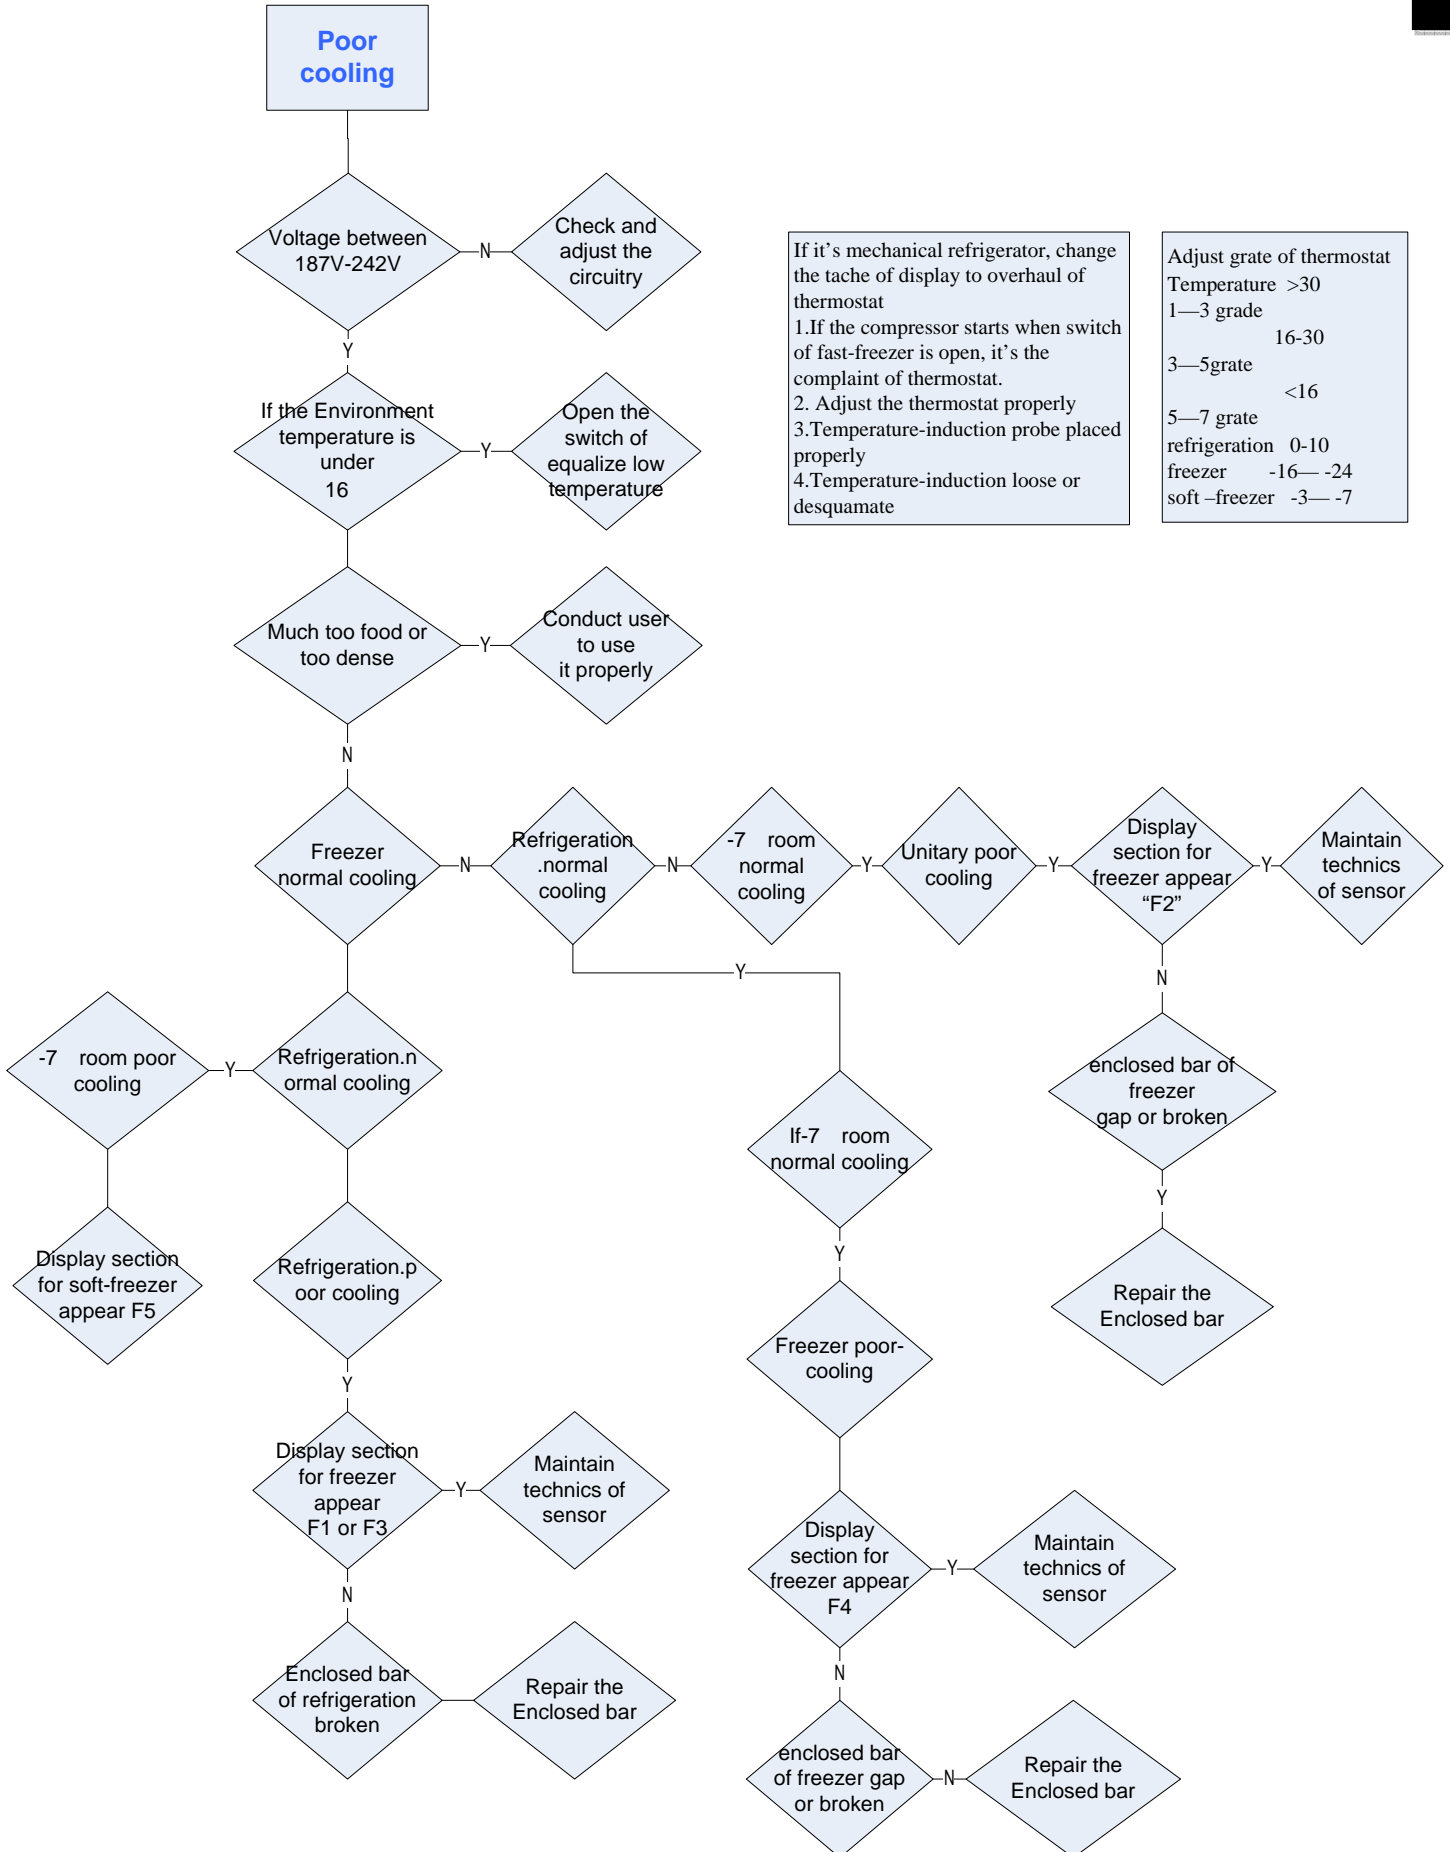 Poor
cooling
Voltage between
187V-242V
N
Check and
adjust the
circuitry
If it’s mechanical refrigerator, change
the tache of display to overhaul of
thermostat
1.If the compressor starts when switch
of fast-freezer is open, it’s the
complaint of thermostat.
2. Adjust the thermostat properly
3.Temperature-induction probe placed
properly
4.Temperature-induction loose or
desquamate
Adjust grate of thermostat
Temperature >30
1—3 grade
16-30
3—5grate
<16
5—7 grate
refrigeration 0-10
freezer -16— -24
soft –freezer -3— -7
Y
If the Environment
temperature is
under
16
Y
Open the
switch of
equalize low
temperature
Much too food or
too dense
Y
Conduct user
to use
it properly
N
Freezer
normal cooling
N
Refrigeration
.normal
cooling
N
-7 room
normal
cooling
Y
Unitary poor
cooling
Y
Display
section for
freezer appear
“F2”
Y
Maintain
technics
of sensor
Y
N
-7 room poor
cooling
Y
Refrigeration.n
ormal cooling
enclosed bar of
freezer
gap or broken
If-7 room
normal cooling
Y
Y
Display section
for soft-freezer
appear F5
Refrigeration.p
oor cooling
Repair the
Enclosed bar
Freezer poor-
cooling
Y
Display section
for freezer
appear
F1 or F3
Y
Maintain
technics of
sensor
Display
section for
freezer appear
F4
Y
Maintain
technics of
sensor
N
N
Enclosed bar
of refrigeration
broken
Repair the
Enclosed bar
enclosed bar
of freezer gap
or broken
N
Repair the
Enclosed bar